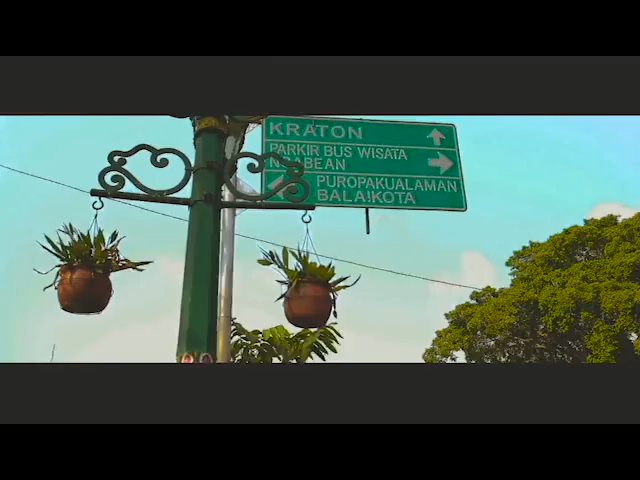 KRATON
PARKIR BUS WISATA
NGABEAN
PUROPAKUALAMAN
BALAIKOTA